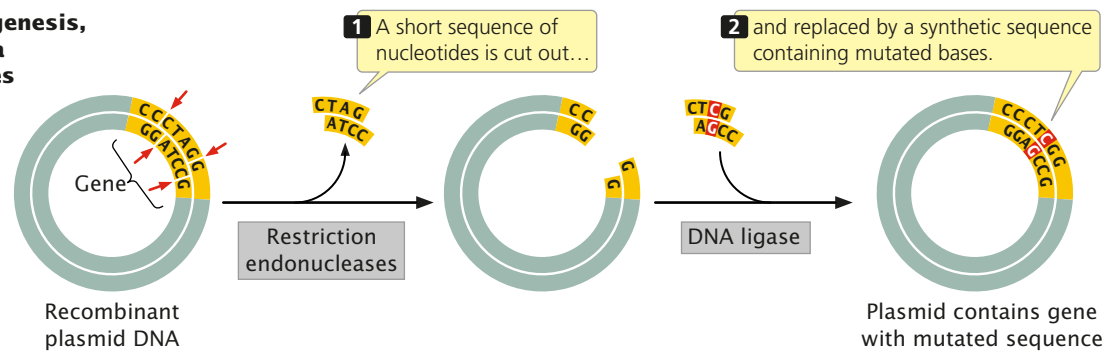 genesis,
a
es
1 A short sequence of
nucleotides is cut out…
2 and replaced by a synthetic sequence
containing mutated bases.
CCCTAGG
GGATCCG
Gene
CTAG
ATCC
CC
GG
G
G
CTCG
AGCC
CCCTCGG
GGAGCCG
Restriction
endonucleases
DNA ligase
Recombinant
plasmid DNA
Plasmid contains gene
with mutated sequence